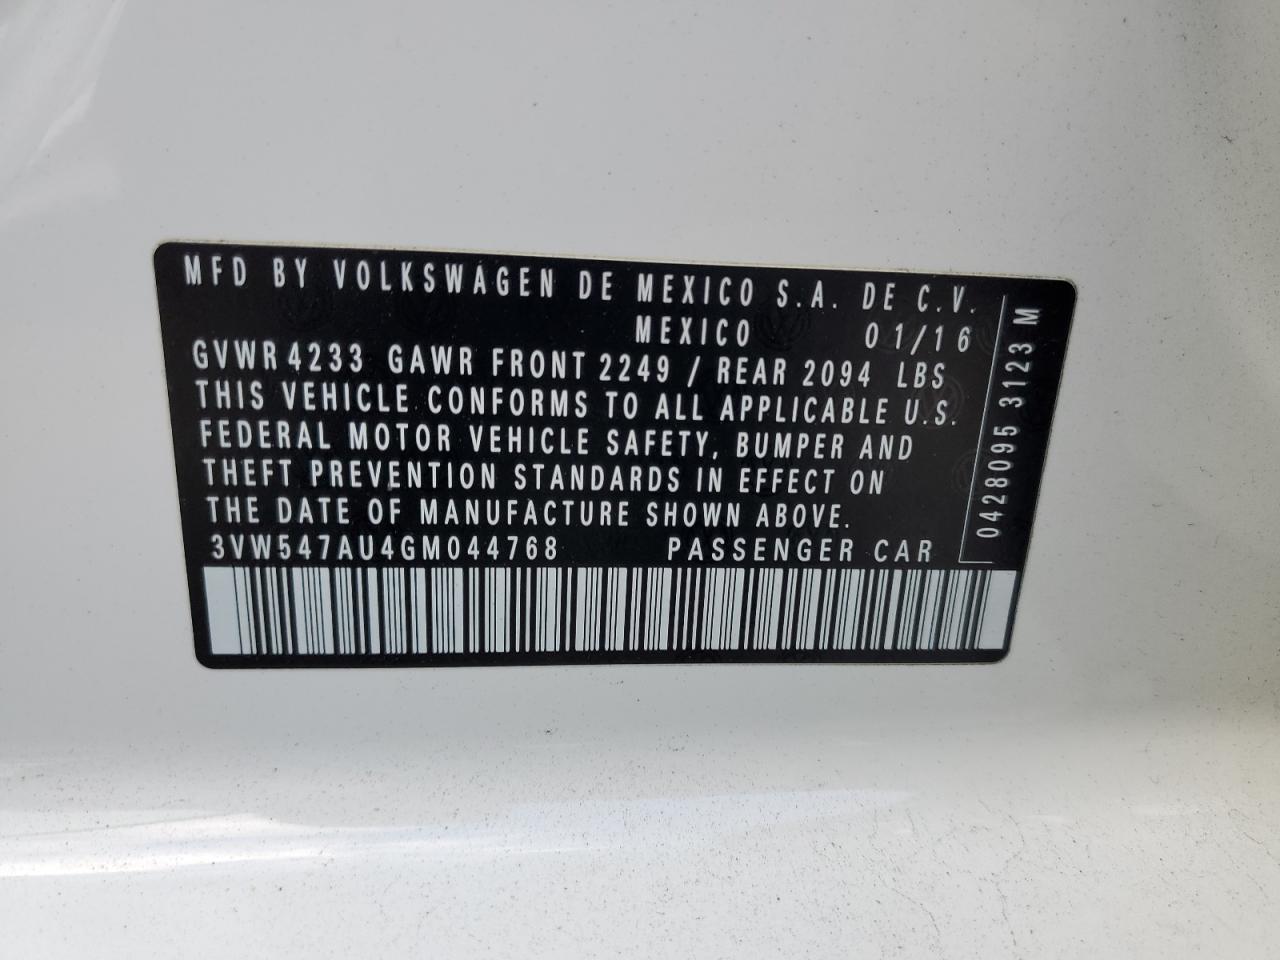 MFD BY VOLKSWAGEN DE MEXICO S.A. DE C.V.
MEXICO 01/16
GVWR 4233 GAWR FRONT 2249 / REAR 2094 LBS
THIS VEHICLE CONFORMS TO ALL APPLICABLE U.S.
FEDERAL MOTOR VEHICLE SAFETY, BUMPER AND
THEFT PREVENTION STANDARDS IN EFFECT ON
THE DATE OF MANUFACTURE SHOWN ABOVE.
3VW547AU4GM044768 PASSENGER CAR
0428095 3123 M